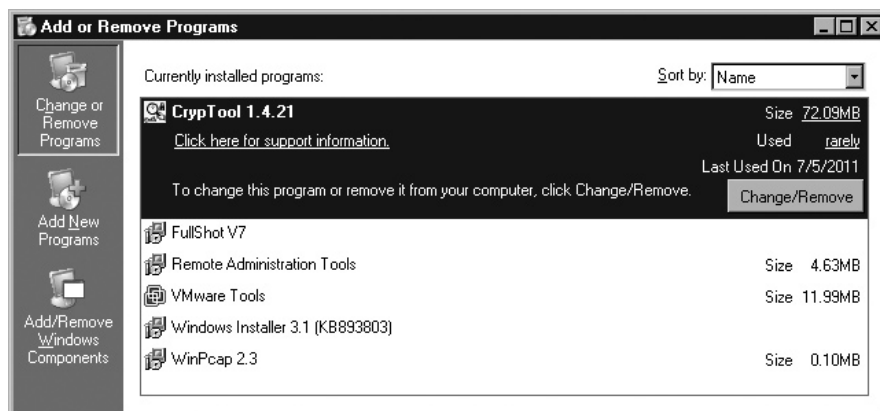 Add or Remove Programs
Change or
Remove
Programs
Add New
Programs
Add/Remove
Windows
Components
Currently installed programs:
Sort by: Name
CrypTool 1.4.21 Size 72.09MB
Click here for support information. Used rarely
Last Used On 7/5/2011
To change this program or remove it from your computer, click Change/Remove. Change/Remove
FullShot V7
Remote Administration Tools Size 4.63MB
VMware Tools Size 11.99MB
Windows Installer 3.1 (KB893803)
WinPcap 2.3 Size 0.10MB